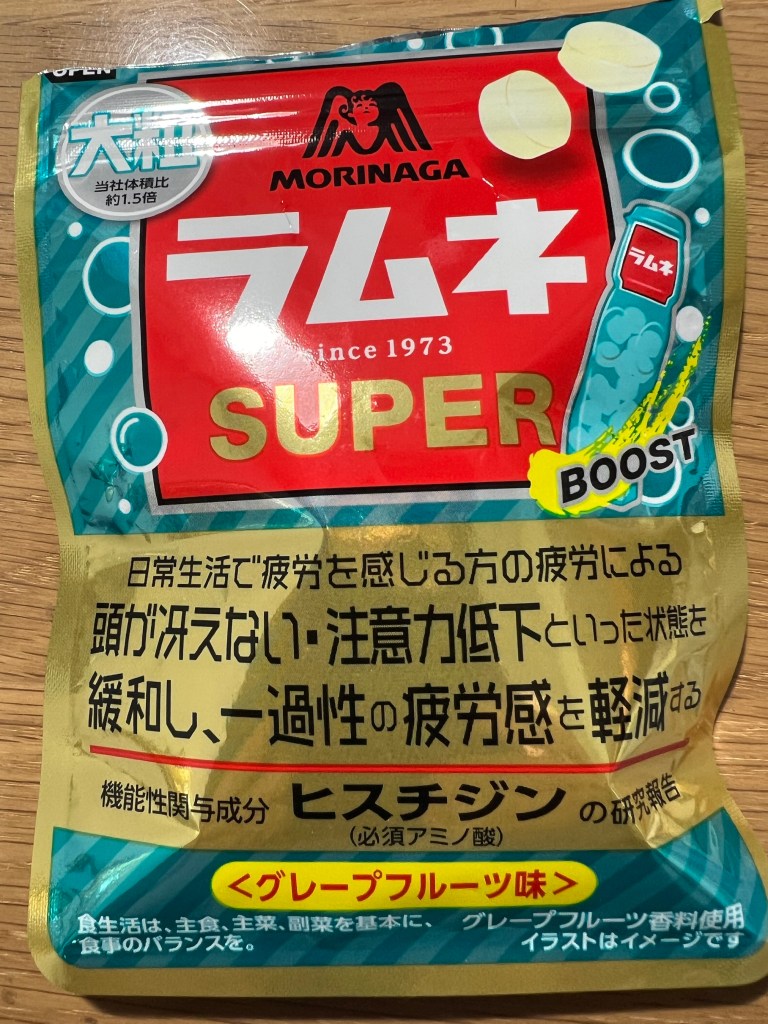 OPEN
大粒
当社体積比
約1.5倍
MORINAGA
ラムネ
since 1973
SUPER
ラムネ
BOOST
日常生活で疲労を感じる方の疲労による
頭が冴えない・注意力低下といった状態を
緩和し、一過性の疲労感を軽減する
機能性関与成分 ヒスチジン の研究報告
(必須アミノ酸)
<グレープフルーツ味>
食生活は、主食、主菜、副菜を基本に、
食事のバランスを。
グレープフルーツ香料使用
イラストはイメージです